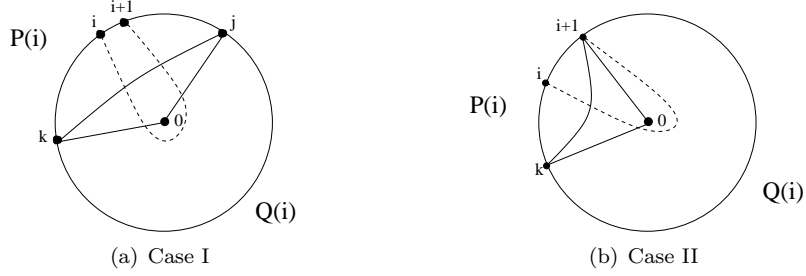 i
i+1
j
P(i)
k
0
Q(i)
(a) Case I
i+1
i
P(i)
k
0
Q(i)
(b) Case II